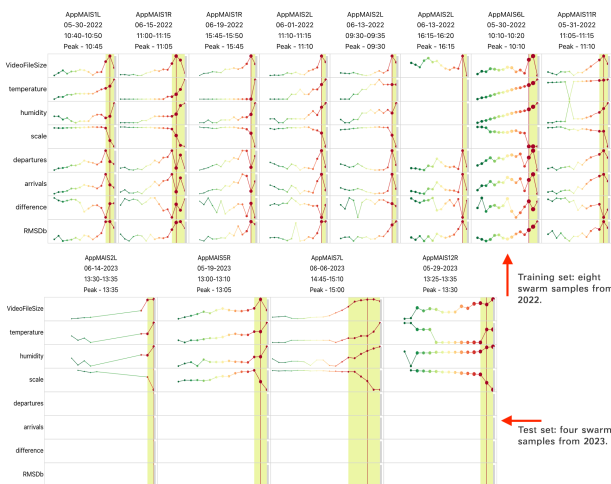 AppMAIS1L AppMAIS1R AppMAIS1R AppMAIS2L AppMAIS2L AppMAIS2L AppMAIS6L AppMAIS11R
05-30-2022 06-15-2022 06-19-2022 06-01-2022 06-13-2022 06-13-2022 05-30-2022 05-31-2022
10:40-10:50 11:00-11:15 15:45-15:50 11:10-11:15 09:30-09:35 16:15-16:20 10:10-10:20 11:05-11:15
Peak - 10:45 Peak - 11:05 Peak - 15:45 Peak - 11:10 Peak - 09:30 Peak - 16:15 Peak - 10:10 Peak - 11:10
VideoFileSize
temperature
humidity
scale
departures
arrivals
difference
RMSDb
Training set: eight
swarm samples from
2022.
AppMAIS2L AppMAIS5R AppMAIS7L AppMAIS12R
06-14-2023 05-19-2023 06-06-2023 05-29-2023
13:30-13:35 13:00-13:10 14:45-15:10 13:25-13:35
Peak - 13:35 Peak - 13:05 Peak - 15:00 Peak - 13:30
VideoFileSize
temperature
humidity
scale
departures
arrivals
difference
RMSDb
Test set: four swarm
samples from 2023.